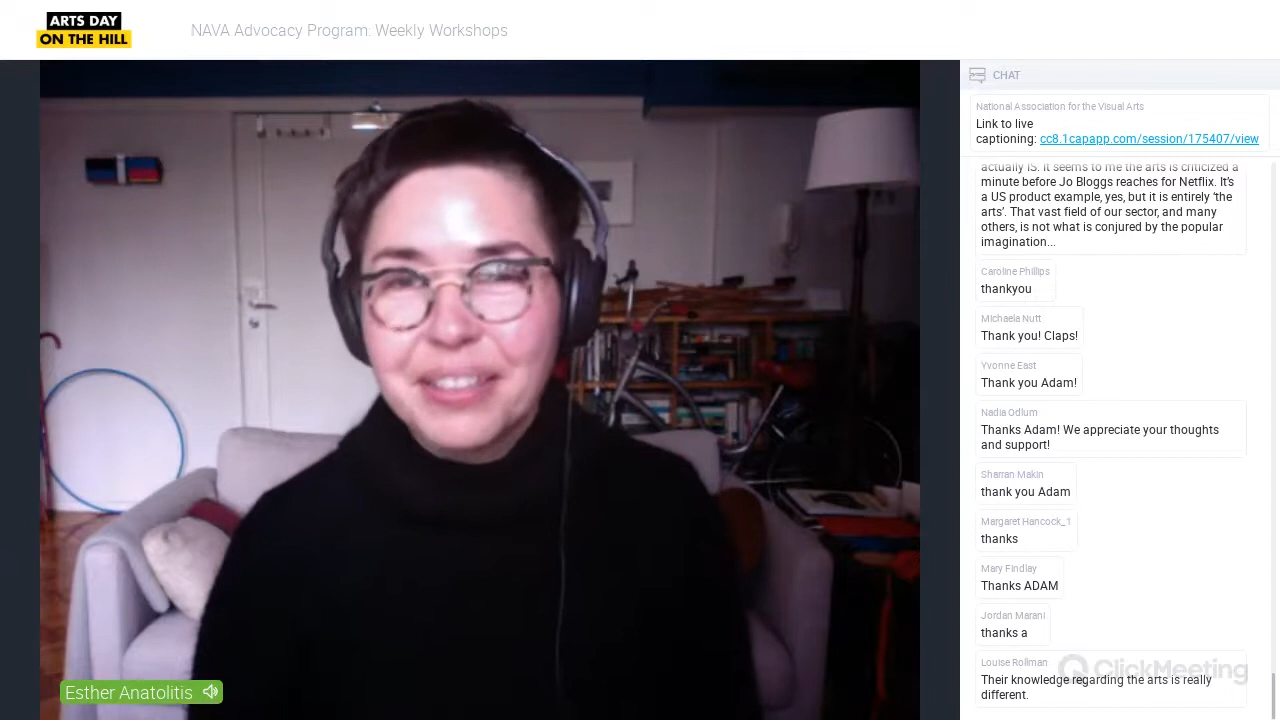 ARTS DAY
ON THE HILL
NAVA Advocacy Program: Weekly Workshops
CHAT
National Association for the Visual Arts
Link to live
captioning: cc8.1capapp.com/session/175407/view
actually IS. It seems to me the arts is criticized a
minute before Jo Bloggs reaches for Netflix. It's
a US product example, yes, but it is entirely 'the
arts'. That vast field of our sector, and many
others, is not what is conjured by the popular
imagination...
Caroline Phillips
thankyou
Michaela Nutt
Thank you! Claps!
Yvonne East
Thank you Adam!
Nadia Odlum
Thanks Adam! We appreciate your thoughts
and support!
Sharran Makin
thank you Adam
Margaret Hancock_1
thanks
Mary Findlay
Thanks ADAM
Jordan Marani
thanks a
Louise Rollman
Their knowledge regarding the arts is really
different.
ClickMeeting
Esther Anatolitis